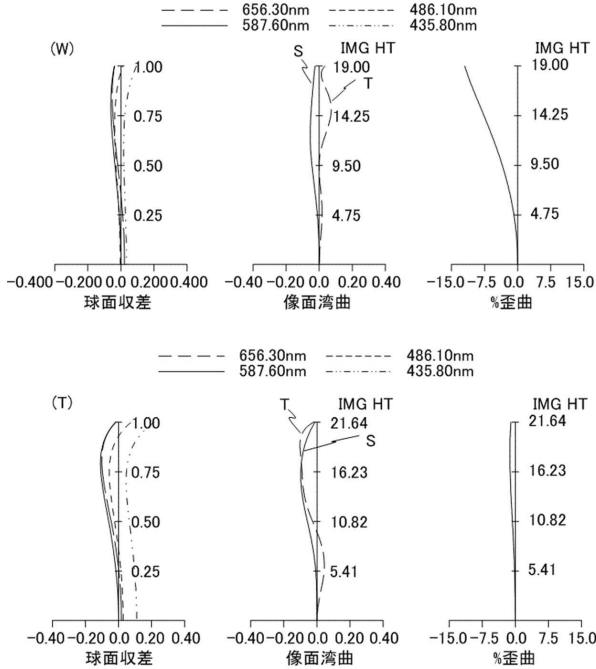 656.30nm 486.10nm
587.60nm 435.80nm
(W) IMG HT IMG HT
1.00 S 19.00 19.00
T
0.75 14.25 14.25
0.50 9.50 9.50
0.25 4.75 4.75
-0.400 -0.200 0.0 0.200 0.400 -0.40 -0.20 0.0 0.20 0.40 -15.0 -7.5 0.0 7.5 15.0
球面収差 像面湾曲 %歪曲
656.30nm 486.10nm
587.60nm 435.80nm
(T) T IMG HT IMG HT
1.00 21.64 21.64
S
0.75 16.23 16.23
0.50 10.82 10.82
0.25 5.41 5.41
-0.40 -0.20 0.0 0.20 0.40 -0.40 -0.20 0.0 0.20 0.40 -15.0 -7.5 0.0 7.5 15.0
球面収差 像面湾曲 %歪曲